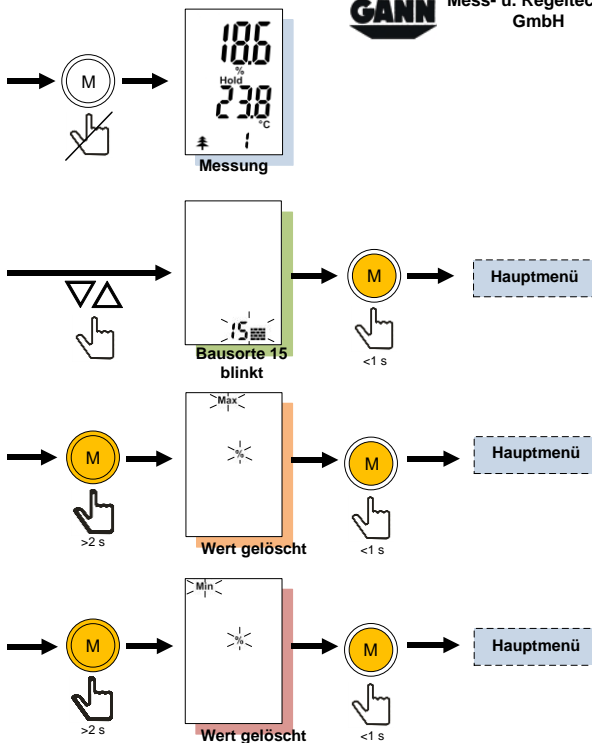 Mess- u. Regeltec
GANN
GmbH
18.6
%
Hold
23.8
°C
1
M
Messung
15
M
Hauptmenü
<1 s
Bausorte 15
blinkt
Max
%
M
M
Hauptmenü
>2 s
<1 s
Wert gelöscht
Min
%
M
M
Hauptmenü
>2 s
<1 s
Wert gelöscht